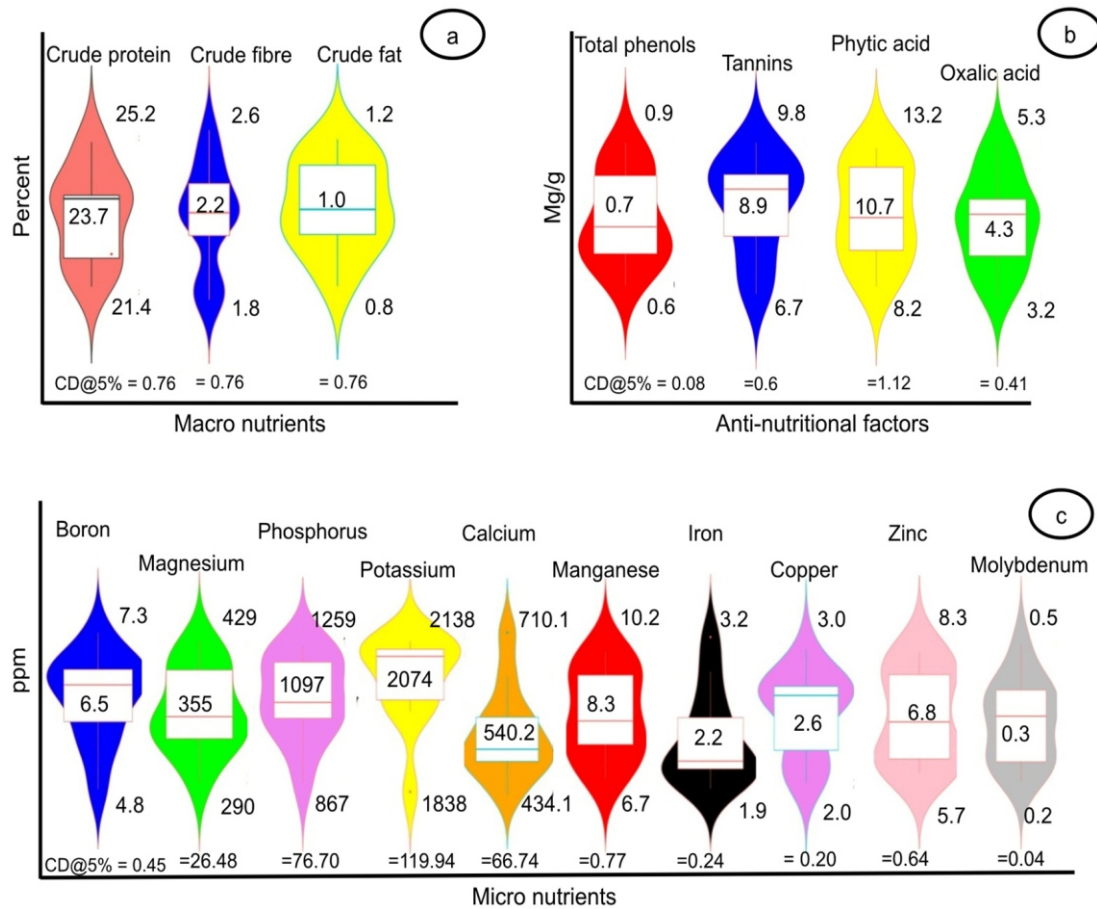 a
Crude protein Crude fibre Crude fat
25.2 2.6 1.2
23.7 2.2 1.0
21.4 1.8 0.8
CD@5% = 0.76 = 0.76 = 0.76
Percent
Macro nutrients
b
Total phenols Tannins Phytic acid Oxalic acid
0.9 9.8 13.2 5.3
0.7 8.9 10.7 4.3
0.6 6.7 8.2 3.2
CD@5% = 0.08 =0.6 =1.12 = 0.41
Mg/g
Anti-nutritional factors
c
Boron Magnesium Phosphorus Potassium Calcium Manganese Iron Copper Zinc Molybdenum
7.3 429 1259 2138 710.1 10.2 3.2 3.0 8.3 0.5
6.5 355 1097 2074 540.2 8.3 2.2 2.6 6.8 0.3
4.8 290 867 1838 434.1 6.7 1.9 2.0 5.7 0.2
CD@5% = 0.45 =26.48 =76.70 =119.94 =66.74 =0.77 =0.24 = 0.20 =0.64 =0.04
ppm
Micro nutrients